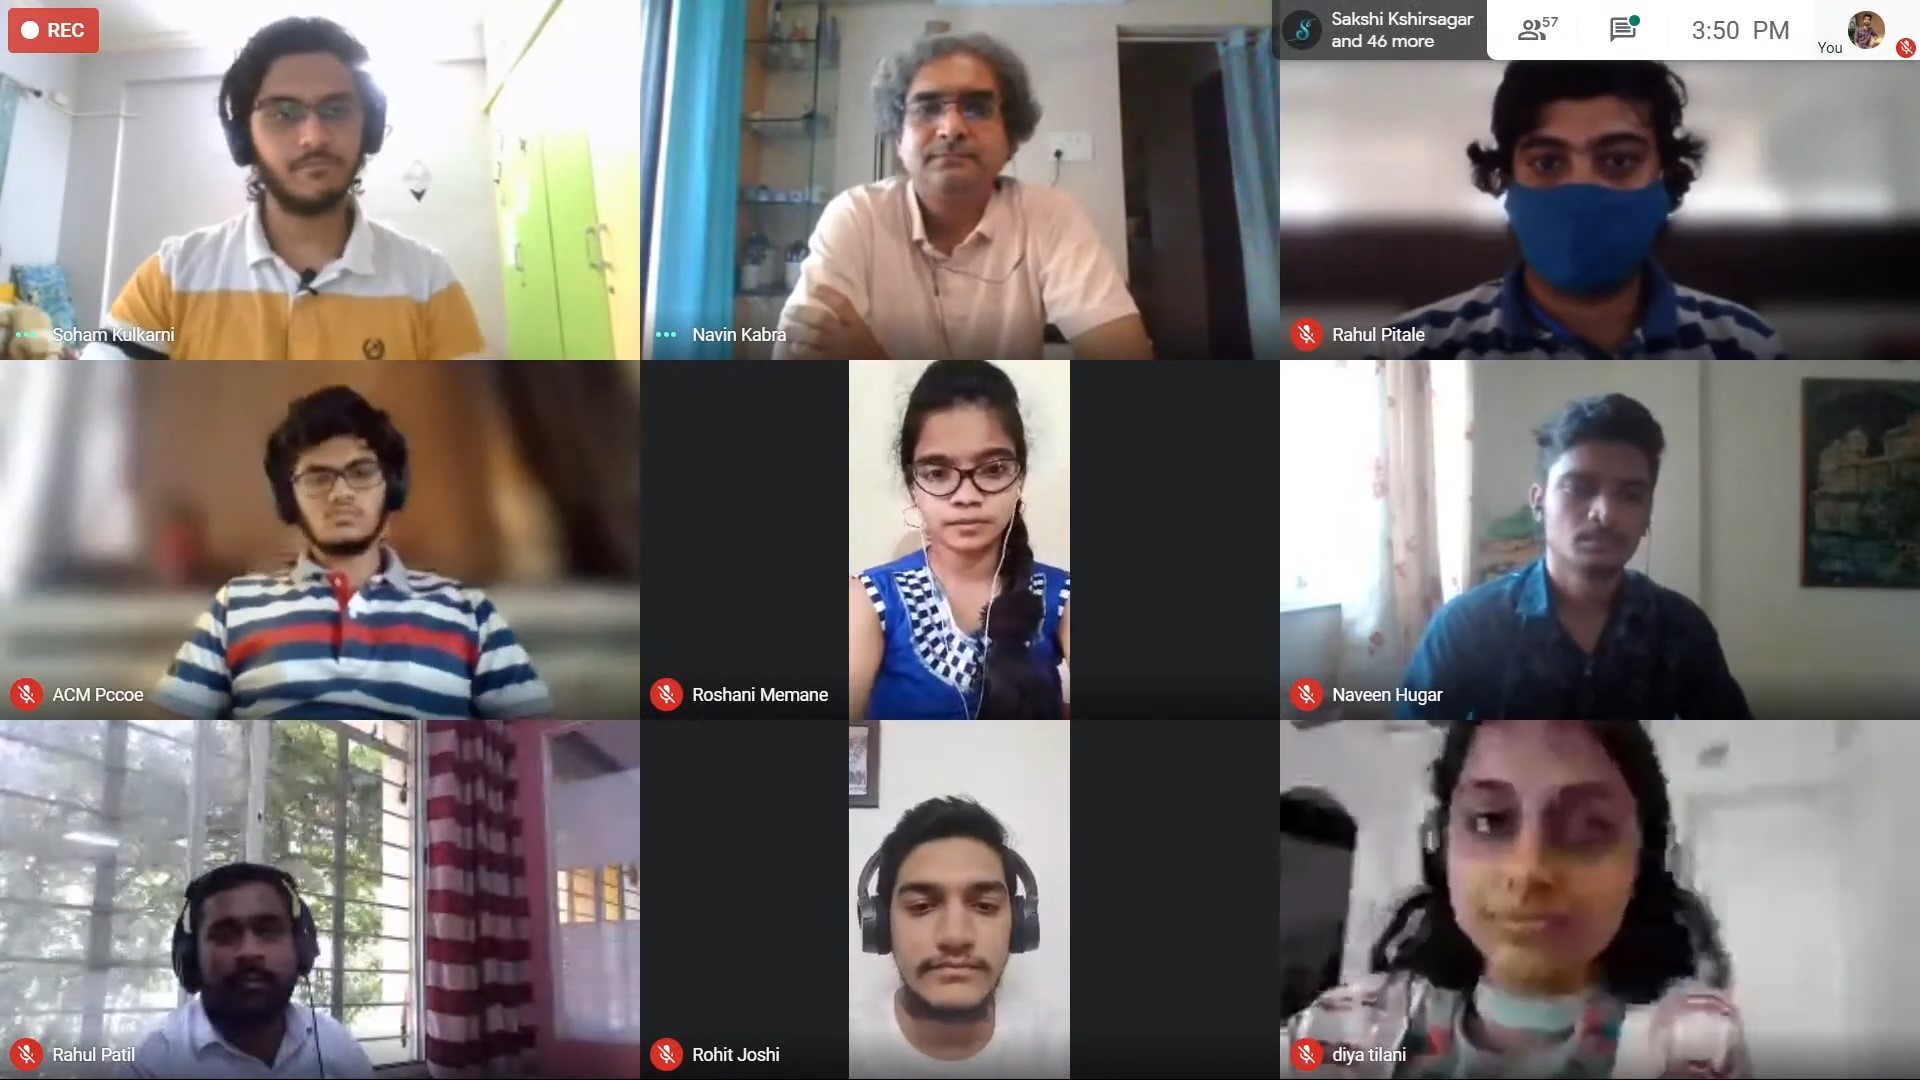 REC
Sakshi Kshirsagar
and 46 more
57
3:50 PM
You
Soham Kulkarni
Navin Kabra
Rahul Pitale
ACM Pccoe
Roshani Memane
Naveen Hugar
Rahul Patil
Rohit Joshi
diya tilani